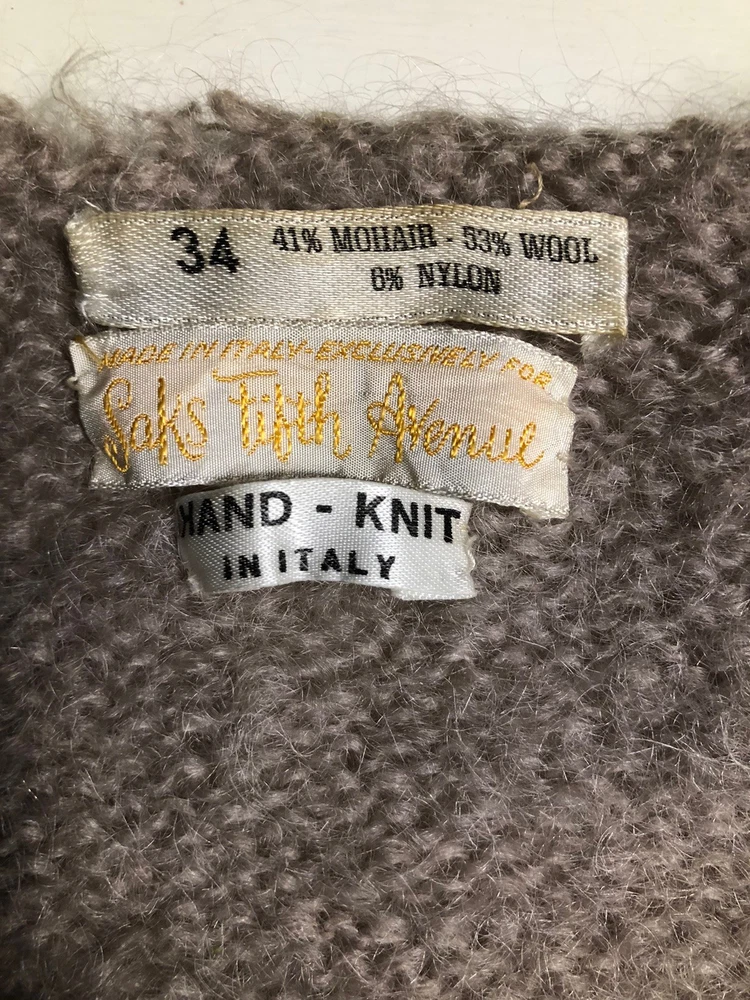 34 41% MOHAIR - 53% WOOL
6% NYLON
MADE IN ITALY-EXCLUSIVELY FOR
Saks Fifth Avenue
HAND - KNIT
IN ITALY